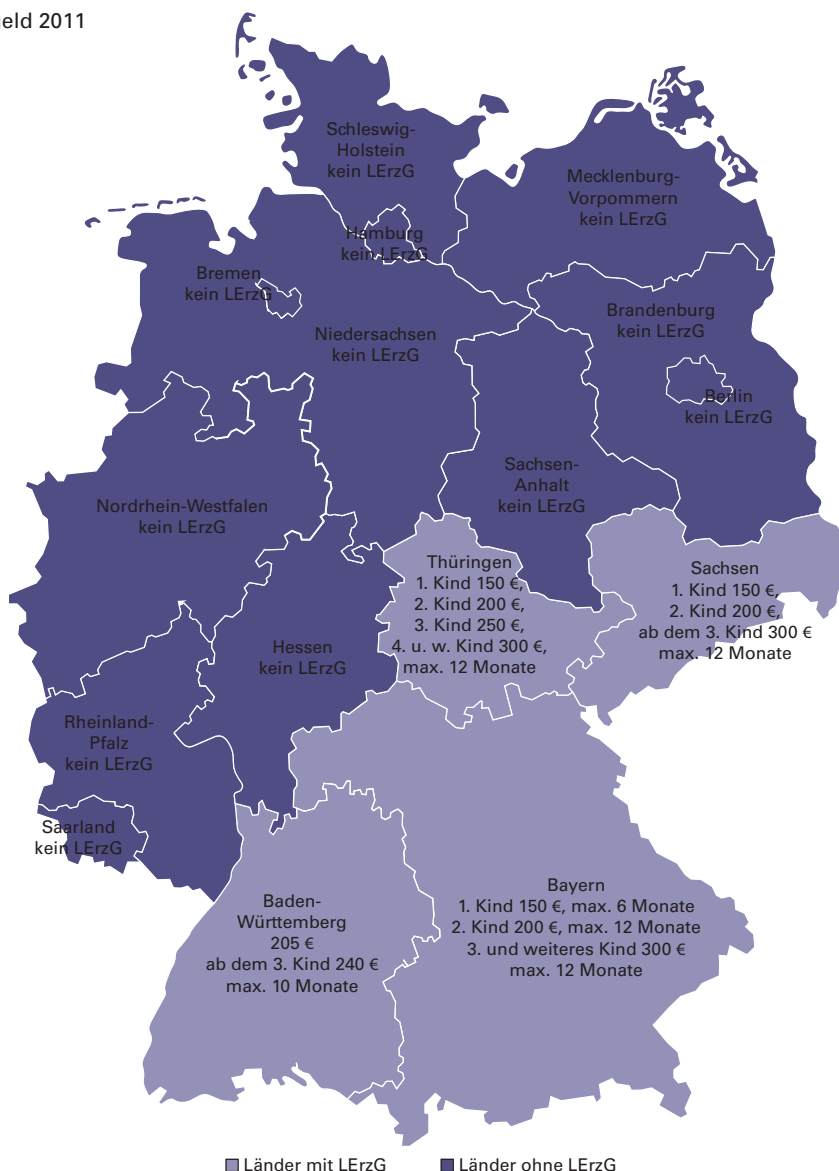 geld 2011
Schleswig-
Holstein
kein LErzG
Mecklenburg-
Vorpommern
kein LErzG
Hamburg
kein LErzG
Bremen
kein LErzG
Niedersachsen
kein LErzG
Brandenburg
kein LErzG
Berlin
kein LErzG
Sachsen-
Anhalt
kein LErzG
Nordrhein-Westfalen
kein LErzG
Thüringen
1. Kind 150 €,
2. Kind 200 €,
3. Kind 250 €,
4. u. w. Kind 300 €,
max. 12 Monate
Sachsen
1. Kind 150 €,
2. Kind 200 €,
ab dem 3. Kind 300 €
max. 12 Monate
Hessen
kein LErzG
Rheinland-
Pfalz
kein LErzG
Saarland
kein LErzG
Baden-
Württemberg
205 €
ab dem 3. Kind 240 €
max. 10 Monate
Bayern
1. Kind 150 €, max. 6 Monate
2. Kind 200 €, max. 12 Monate
3. und weiteres Kind 300 €
max. 12 Monate
Länder mit LErzG
Länder ohne LErzG